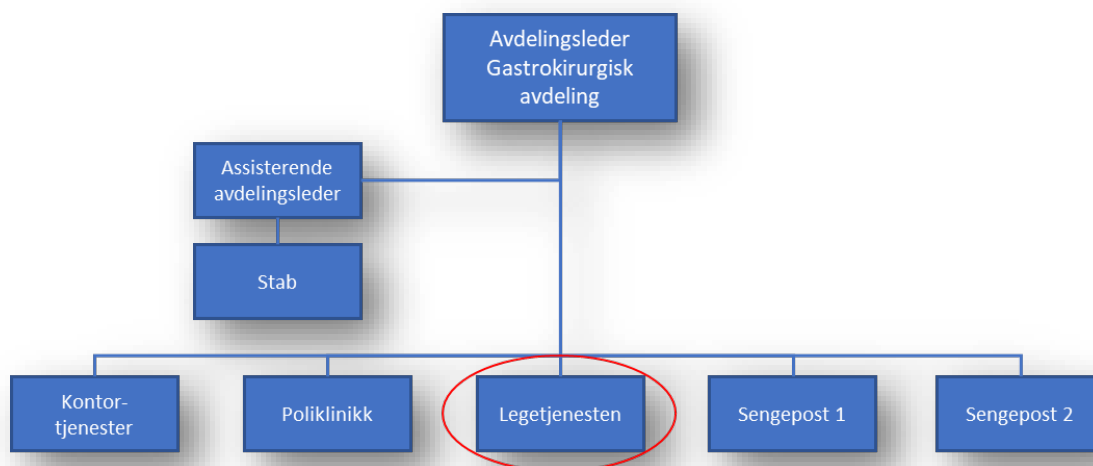 Avdelingsleder
Gastrokirurgisk
avdeling
Assisterende
avdelingsleder
Stab
Kontor-
tjenester
Poliklinikk
Legetjenesten
Sengepost 1
Sengepost 2